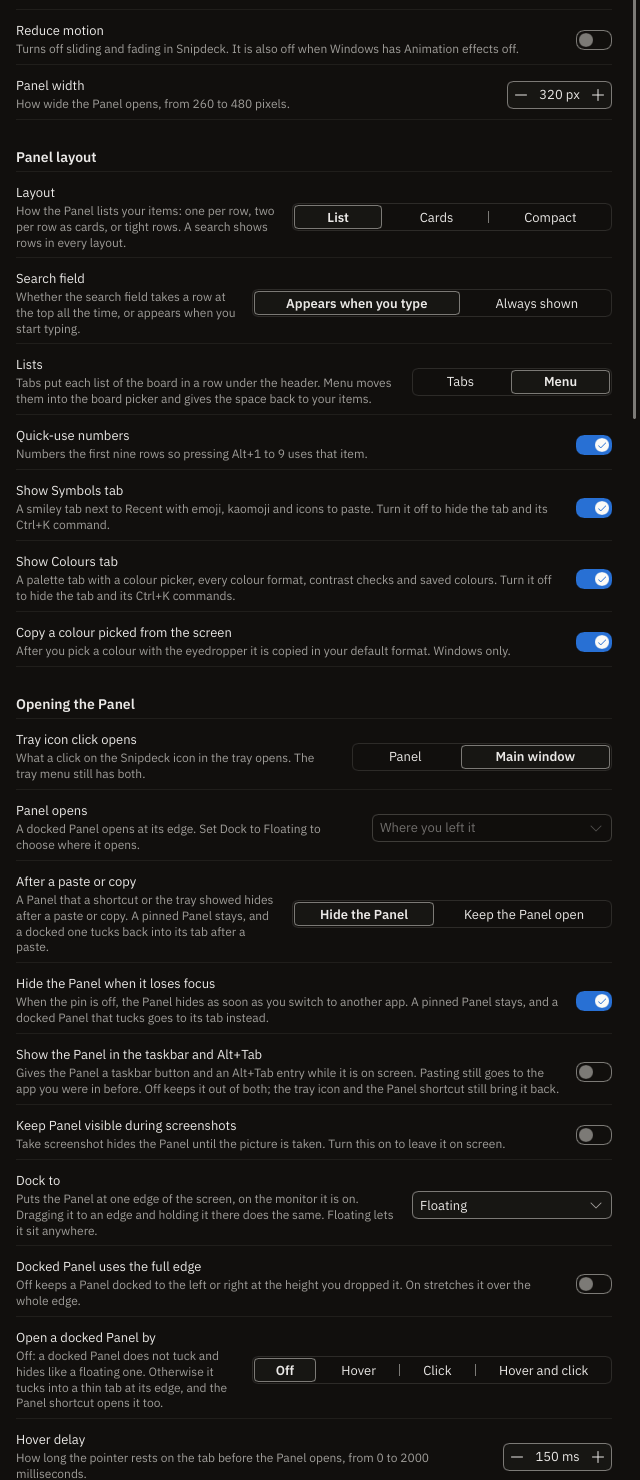 Reduce motion
Turns off sliding and fading in Snipdeck. It is also off when Windows has Animation effects off.
Panel width
How wide the Panel opens, from 260 to 480 pixels.
— 320 px +
Panel layout
Layout
How the Panel lists your items: one per row, two
per row as cards, or tight rows. A search shows
rows in every layout.
List Cards Compact
Search field
Whether the search field takes a row at
the top all the time, or appears when you
start typing.
Appears when you type Always shown
Lists
Tabs put each list of the board in a row under the header. Menu moves
them into the board picker and gives the space back to your items.
Tabs Menu
Quick-use numbers
Numbers the first nine rows so pressing Alt+1 to 9 uses that item.
Show Symbols tab
A smiley tab next to Recent with emoji, kaomoji and icons to paste. Turn it off to hide the tab and its
Ctrl+K command.
Show Colours tab
A palette tab with a colour picker, every colour format, contrast checks and saved colours. Turn it off
to hide the tab and its Ctrl+K commands.
Copy a colour picked from the screen
After you pick a colour with the eyedropper it is copied in your default format. Windows only.
Opening the Panel
Tray icon click opens
What a click on the Snipdeck icon in the tray opens. The
tray menu still has both.
Panel Main window
Panel opens
A docked Panel opens at its edge. Set Dock to Floating to
choose where it opens.
Where you left it
After a paste or copy
A Panel that a shortcut or the tray showed hides
after a paste or copy. A pinned Panel stays, and
a docked one tucks back into its tab after a
paste.
Hide the Panel Keep the Panel open
Hide the Panel when it loses focus
When the pin is off, the Panel hides as soon as you switch to another app. A pinned Panel stays, and a
docked Panel that tucks goes to its tab instead.
Show the Panel in the taskbar and Alt+Tab
Gives the Panel a taskbar button and an Alt+Tab entry while it is on screen. Pasting still goes to the
app you were in before. Off keeps it out of both; the tray icon and the Panel shortcut still bring it back.
Keep Panel visible during screenshots
Take screenshot hides the Panel until the picture is taken. Turn this on to leave it on screen.
Dock to
Puts the Panel at one edge of the screen, on the monitor it is on.
Dragging it to an edge and holding it there does the same. Floating lets
it sit anywhere.
Floating
Docked Panel uses the full edge
Off keeps a Panel docked to the left or right at the height you dropped it. On stretches it over the
whole edge.
Open a docked Panel by
Off: a docked Panel does not tuck and
hides like a floating one. Otherwise it
tucks into a thin tab at its edge, and the
Panel shortcut opens it too.
Off Hover Click Hover and click
Hover delay
How long the pointer rests on the tab before the Panel opens, from 0 to 2000
milliseconds.
— 150 ms +